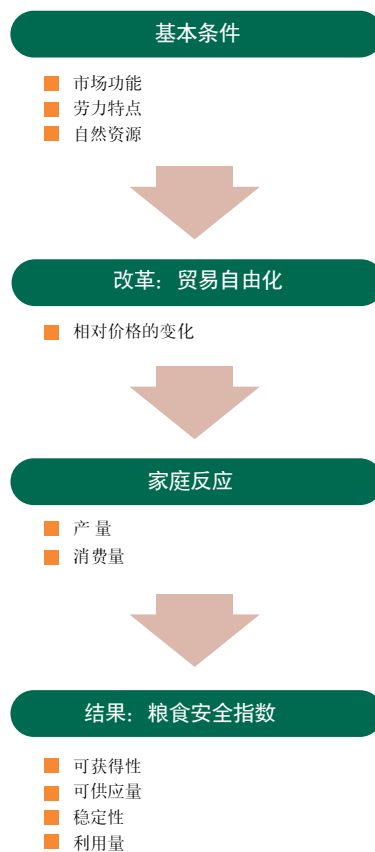 基本条件
市场功能
劳力特点
自然资源
改革：贸易自由化
相对价格的变化
家庭反应
产 量
消费量
结果：粮食安全指数
可获得性
可供应量
稳定性
利用量